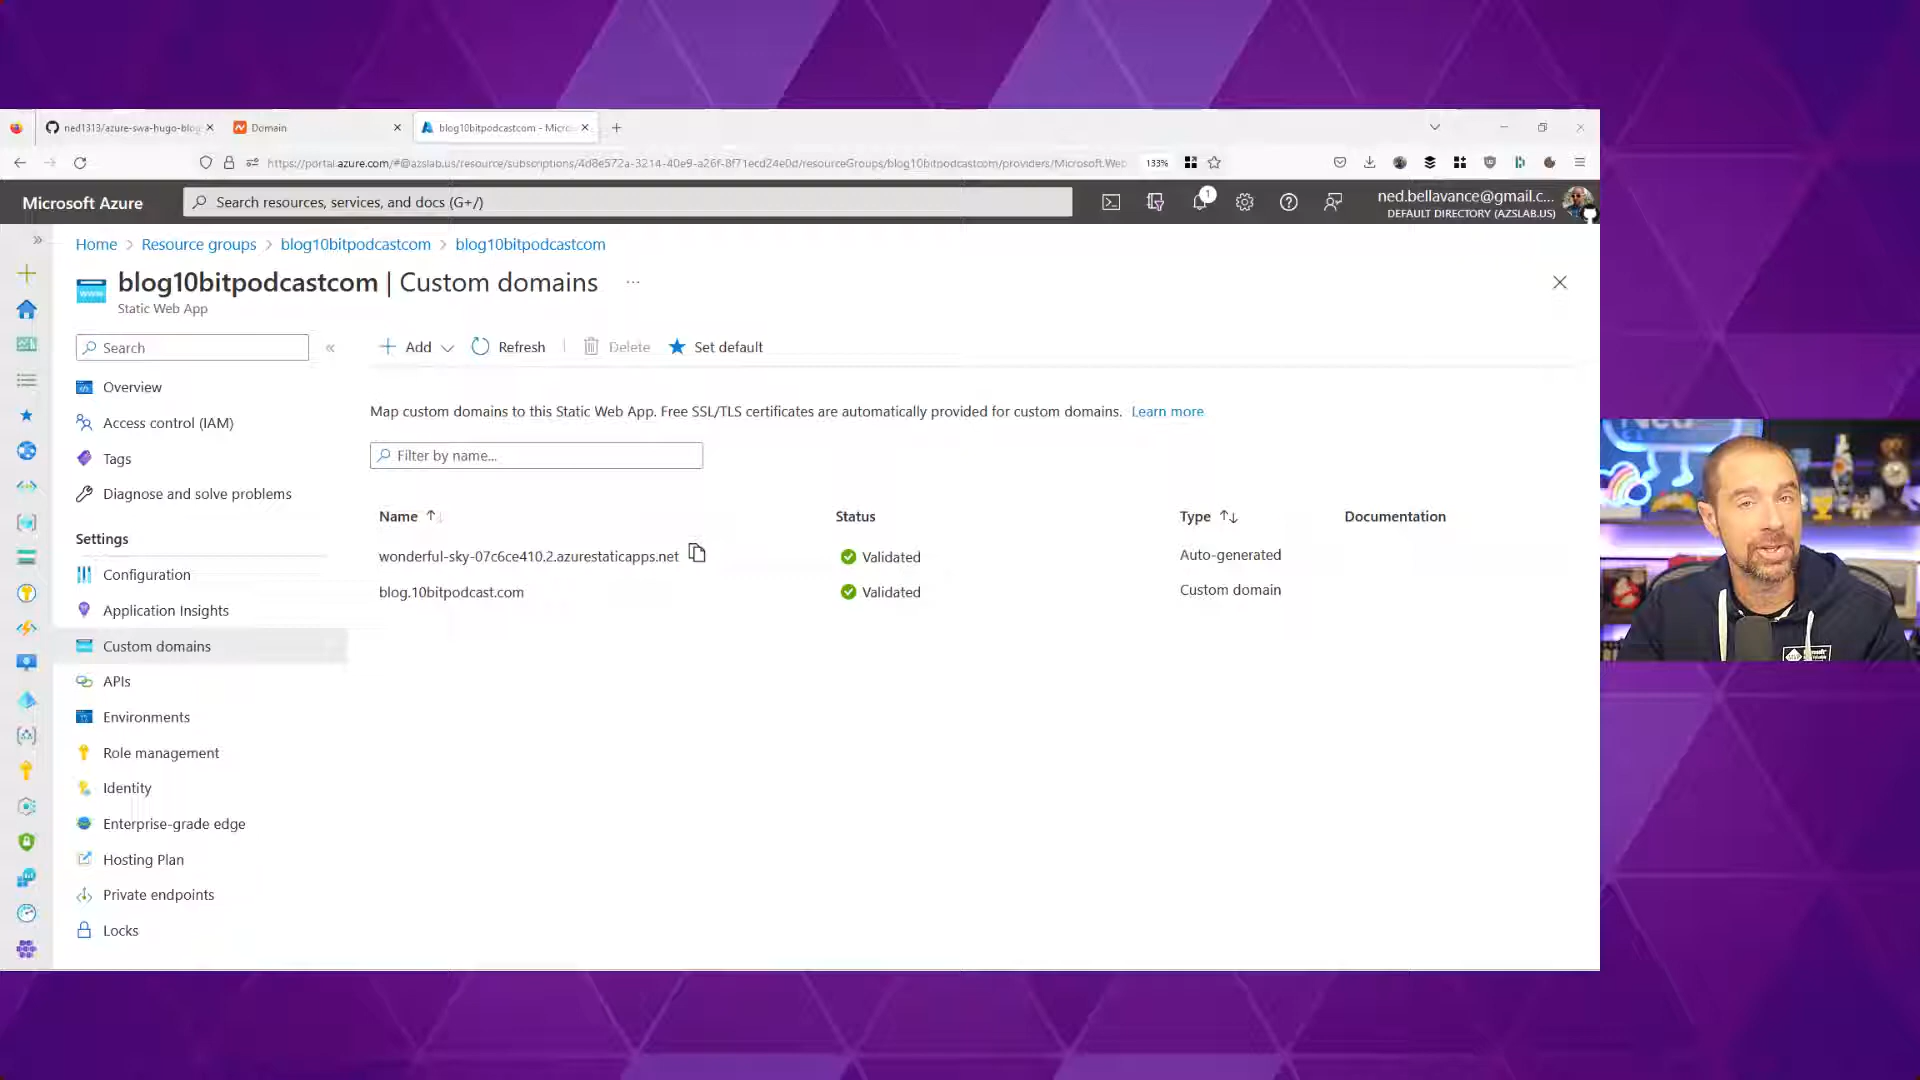 ned1313/azure-swa-hugo-blog
Domain
blog10bitpodcastcom - Micro
https://portal.azure.com/#@azslab.us/resource/subscriptions/4d8e572a-3214-40e9-a26f-8f71ecd24e0d/resourceGroups/blog10bitpodcastcom/providers/Microsoft.Web
133%
Microsoft Azure
Search resources, services, and docs (G+/)
1
ned.bellavance@gmail.c...
DEFAULT DIRECTORY (AZSLAB.US)
Home > Resource groups > blog10bitpodcastcom > blog10bitpodcastcom
blog10bitpodcastcom | Custom domains ...
Static Web App
Search
Add
Refresh
Delete
Set default
Overview
Access control (IAM)
Tags
Diagnose and solve problems
Settings
Configuration
Application Insights
Custom domains
APIs
Environments
Role management
Identity
Enterprise-grade edge
Hosting Plan
Private endpoints
Locks
Map custom domains to this Static Web App. Free SSL/TLS certificates are automatically provided for custom domains. Learn more
Filter by name...
Name Status Type Documentation
wonderful-sky-07c6ce410.2.azurestaticapps.net Validated Auto-generated
blog.10bitpodcast.com Validated Custom domain
Ned